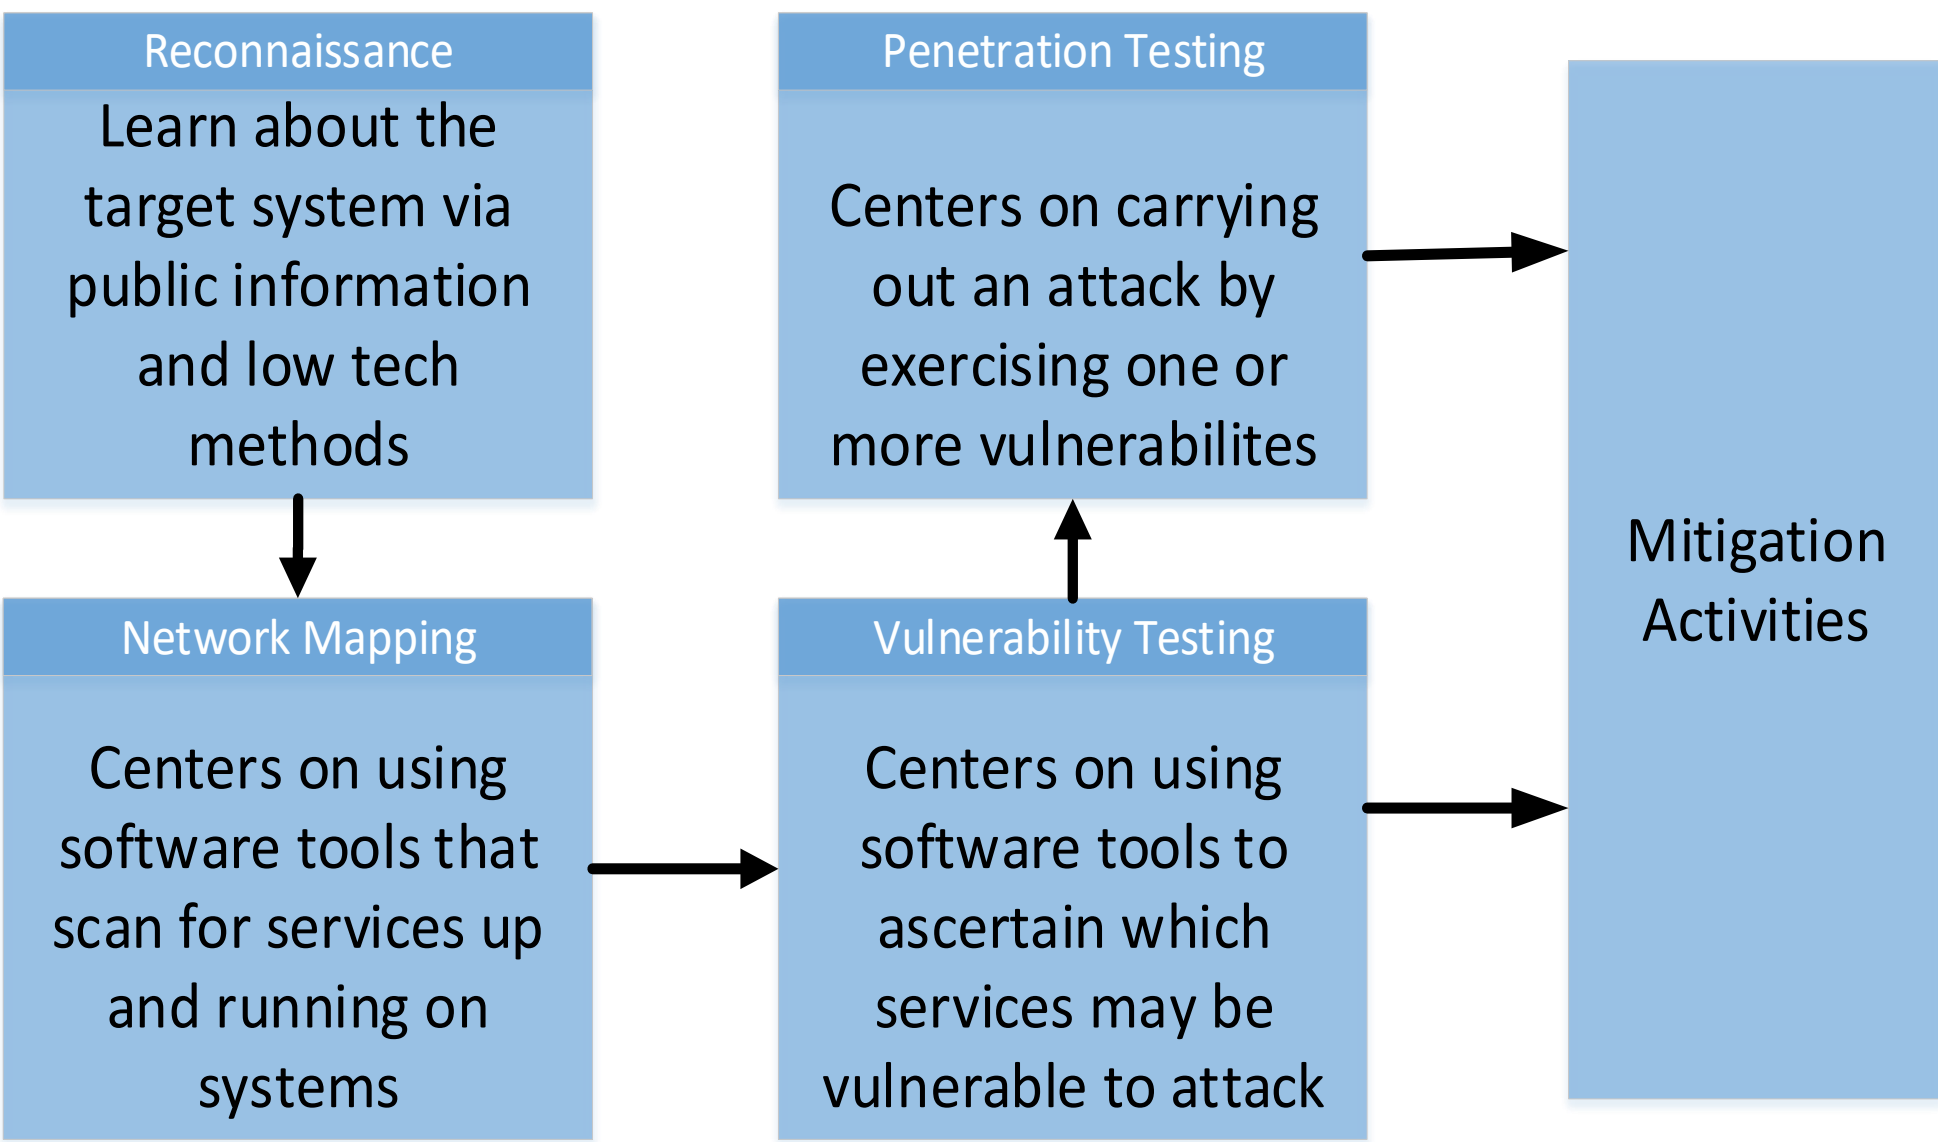 Reconnaissance
Learn about the
target system via
public information
and low tech
methods
Network Mapping
Centers on using
software tools that
scan for services up
and running on
systems
Penetration Testing
Centers on carrying
out an attack by
exercising one or
more vulnerabilites
Vulnerability Testing
Centers on using
software tools to
ascertain which
services may be
vulnerable to attack
Mitigation
Activities